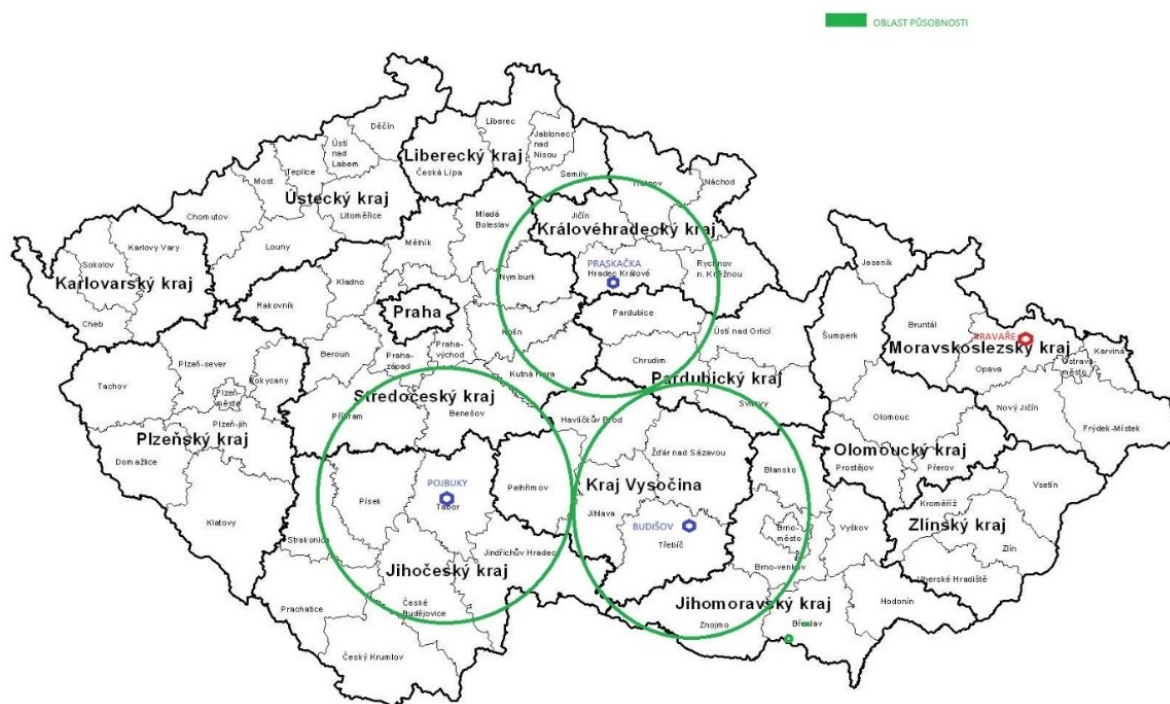 OBLAST PŮSOBNOSTI
Děčín
Liberec
Ústí
nad
Labem
Jablonec
nad
Nisou
Liberecký kraj
Česká Lípa
Teplice
Semily
Most
Ústecký kraj
Náchod
Chomutov
Litoměřice
Mladá
Boleslav
Jičín
Královéhradecký kraj
Karlovy Vary
Louny
Mělník
Sokolov
PRASKAČKA
Rychnov
n. Kněžnou
Jeseník
Karlovarský kraj
Kladno
Nymburk
Hradec Králové
Cheb
Rakovník
Praha
Pardubice
Bruntál
KRAVAŘE
Kolín
Ústí nad Orlicí
Šumperk
Moravskoslezský kraj
Karviná
Ostrava-
město
Beroun
Praha-
západ
Praha-
východ
Chrudim
Opava
Plzeň-sever
Kutná Hora
Pardubický kraj
Tachov
Rokycany
Plzeň-
město
Středočeský kraj
Benešov
Příbram
Svitavy
Nový Jičín
Plzeň-jih
Havlíčkův Brod
Olomouc
Frýdek-Místek
Plzeňský kraj
Žďár nad Sázavou
Olomoucký kraj
Domažlice
Prostějov
Přerov
Blansko
POJBUKY
Pelhřimov
Kraj Vysočina
Vsetín
Písek
Tábor
Jihlava
Kroměříž
Klatovy
BUDIŠOV
Brno-
město
Vyškov
Zlínský kraj
Strakonice
Třebíč
Zlín
Jindřichův Hradec
Brno-venkov
Jihočeský kraj
Uherské Hradiště
Prachatice
České
Budějovice
Jihomoravský kraj
Hodonín
Znojmo
Břeclav
Český Krumlov